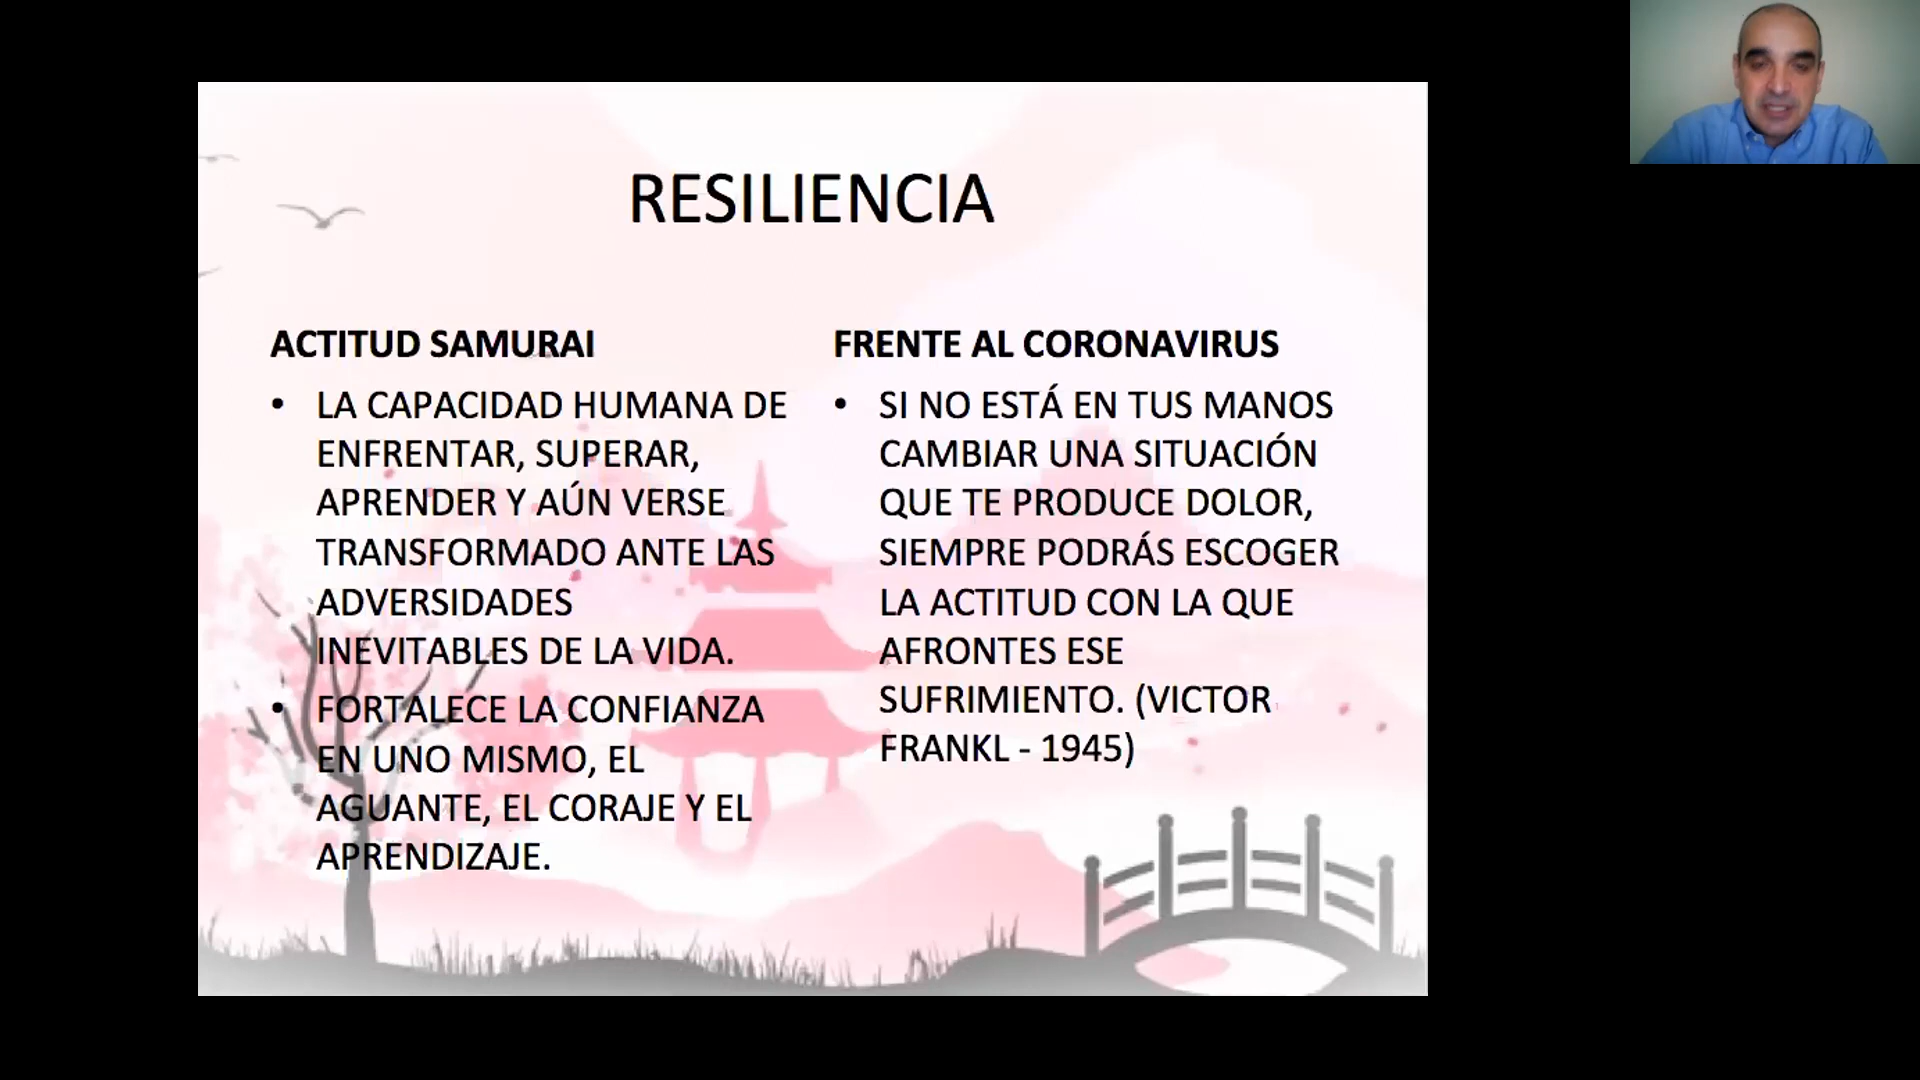 RESILIENCIA
ACTITUD SAMURAI
• LA CAPACIDAD HUMANA DE
ENFRENTAR, SUPERAR,
APRENDER Y AÚN VERSE
TRANSFORMADO ANTE LAS
ADVERSIDADES
INEVITABLES DE LA VIDA.
• FORTALECE LA CONFIANZA
EN UNO MISMO, EL
AGUANTE, EL CORAJE Y EL
APRENDIZAJE.
FRENTE AL CORONAVIRUS
• SI NO ESTÁ EN TUS MANOS
CAMBIAR UNA SITUACIÓN
QUE TE PRODUCE DOLOR,
SIEMPRE PODRÁS ESCOGER
LA ACTITUD CON LA QUE
AFRONTES ESE
SUFRIMIENTO. (VICTOR
FRANKL - 1945)